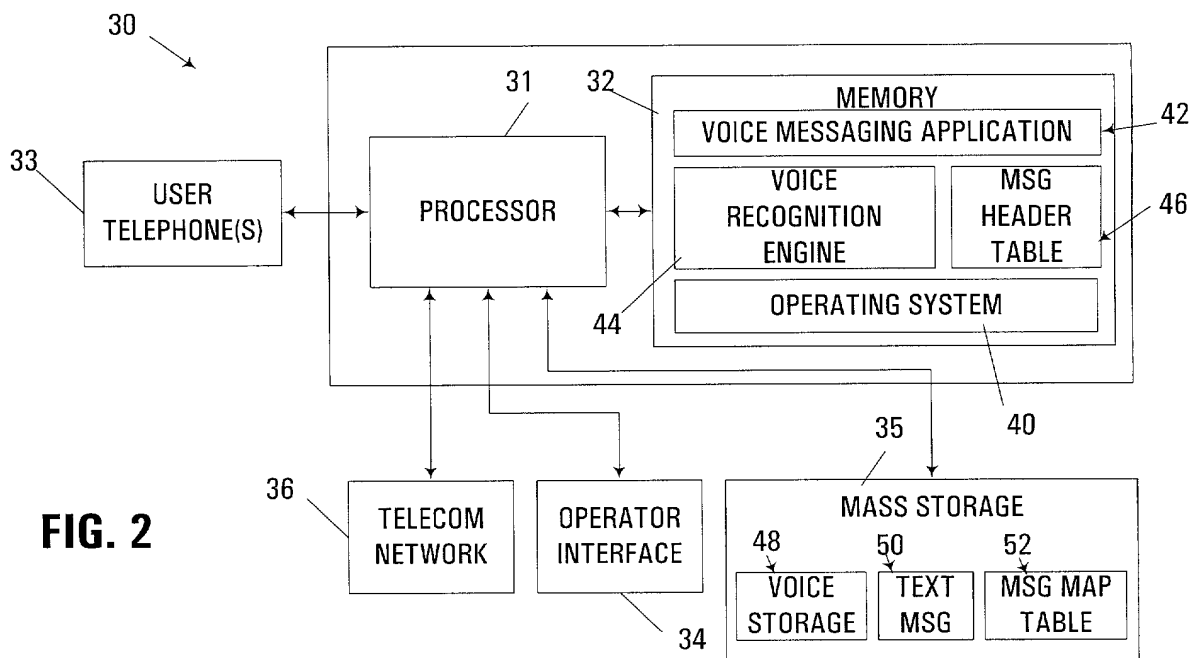 30
31
32
MEMORY
VOICE MESSAGING APPLICATION
42
33
USER
TELEPHONE(S)
PROCESSOR
VOICE
RECOGNITION
ENGINE
MSG
HEADER
TABLE
46
44
OPERATING SYSTEM
40
35
36
TELECOM
NETWORK
OPERATOR
INTERFACE
34
MASS STORAGE
48
50
52
VOICE
STORAGE
TEXT
MSG
MSG MAP
TABLE
FIG. 2